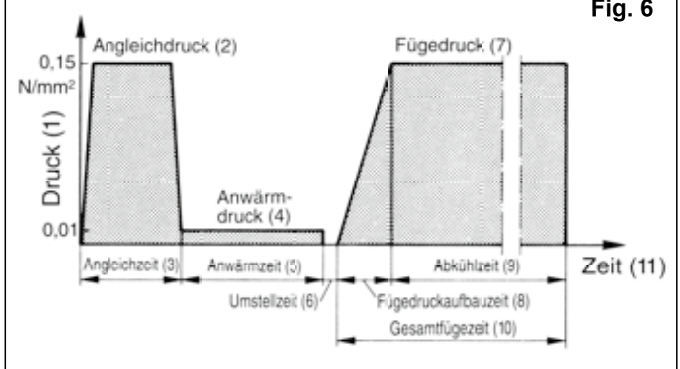 Fig. 6
Angleichdruck (2)
Fügedruck (7)
0,15
N/mm²
Druck (1)
Anwärm-
druck (4)
0,01
Angleichzeit (3)
Anwärmzeit (5)
Abkühlzeit (9)
Zeit (11)
Umstellzeit (6)
Fügedruckaufbauzeit (8)
Gesamtfügezeit (10)